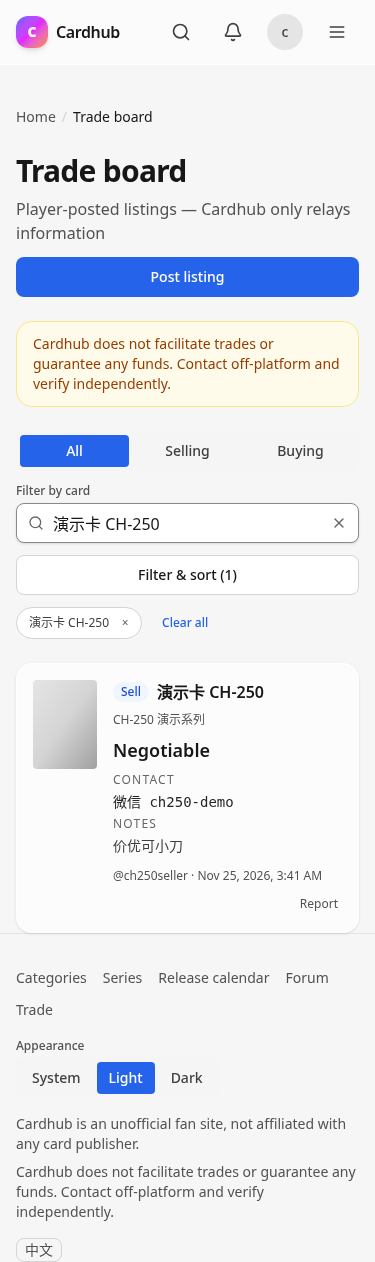 C Cardhub c
Home / Trade board
Trade board
Player-posted listings — Cardhub only relays
information
Post listing
Cardhub does not facilitate trades or
guarantee any funds. Contact off-platform and
verify independently.
All Selling Buying
Filter by card
演示卡 CH-250
Filter & sort (1)
演示卡 CH-250 × Clear all
Sell 演示卡 CH-250
CH-250 演示系列
Negotiable
CONTACT
微信 ch250-demo
NOTES
价优可小刀
@ch250seller · Nov 25, 2026, 3:41 AM
Report
Categories Series Release calendar Forum
Trade
Appearance
System Light Dark
Cardhub is an unofficial fan site, not affiliated with
any card publisher.
Cardhub does not facilitate trades or guarantee any
funds. Contact off-platform and verify
independently.
中文